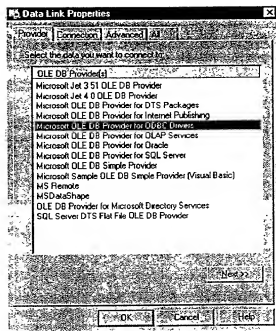 Data Link Properties
Provider Connection Advanced All
Select the data you want to connect to:
OLE DB Provider(s)
Microsoft Jet 3.51 OLE DB Provider
Microsoft Jet 4.0 OLE DB Provider
Microsoft OLE DB Provider for DTS Packages
Microsoft OLE DB Provider for Internet Publishing
Microsoft OLE DB Provider for ODBC Drivers
Microsoft OLE DB Provider for OLAP Services
Microsoft OLE DB Provider for Oracle
Microsoft OLE DB Provider for SQL Server
Microsoft OLE DB Simple Provider
Microsoft Sample OLE DB Simple Provider (Visual Basic)
MS Remote
MSDataShape
OLE DB Provider for Microsoft Directory Services
SQL Server DTS Flat File OLE DB Provider
Next >>
OK Cancel Help